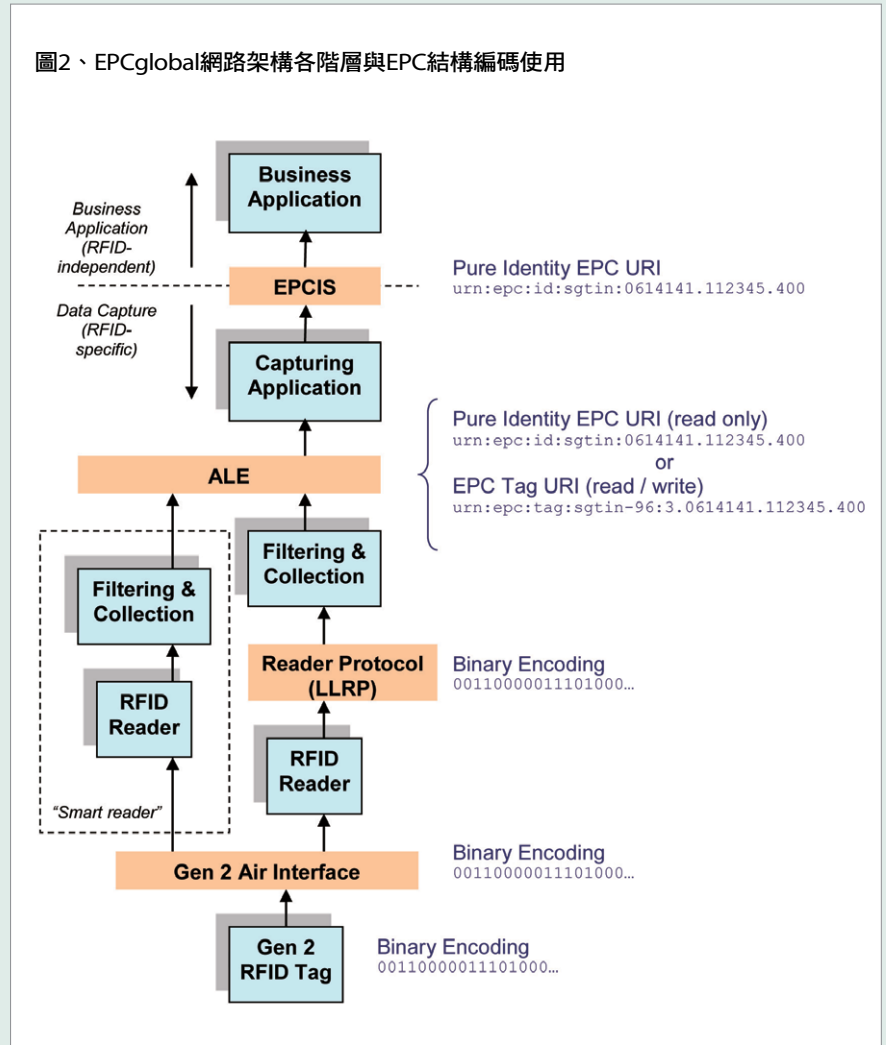 圖2、EPCglobal網路架構各階層與EPC結構編碼使用
Business
Application
Business
Application
(RFID-
independent)
EPCIS
Pure Identity EPC URI
urn:epc:id:sgtin:0614141.112345.400
Data Capture
(RFID-
specific)
Capturing
Application
Pure Identity EPC URI (read only)
urn:epc:id:sgtin:0614141.112345.400
or
EPC Tag URI (read / write)
urn:epc:tag:sgtin-96:3.0614141.112345.400
ALE
Filtering &
Collection
Filtering &
Collection
Reader Protocol
(LLRP)
Binary Encoding
00110000011101000…
RFID
Reader
RFID
Reader
“Smart reader”
Gen 2 Air Interface
Binary Encoding
00110000011101000…
Gen 2
RFID Tag
Binary Encoding
00110000011101000…